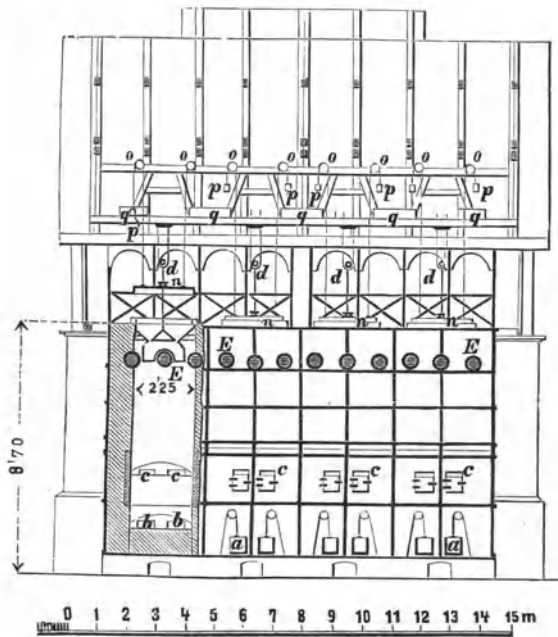 o o o o o o o o
p p p p p
q q q q q
p
d d d d
n n n
E E E
2'25
8'70
c c c c c
b b
a a
0 1 2 3 4 5 6 7 8 9 10 11 12 13 14 15 m